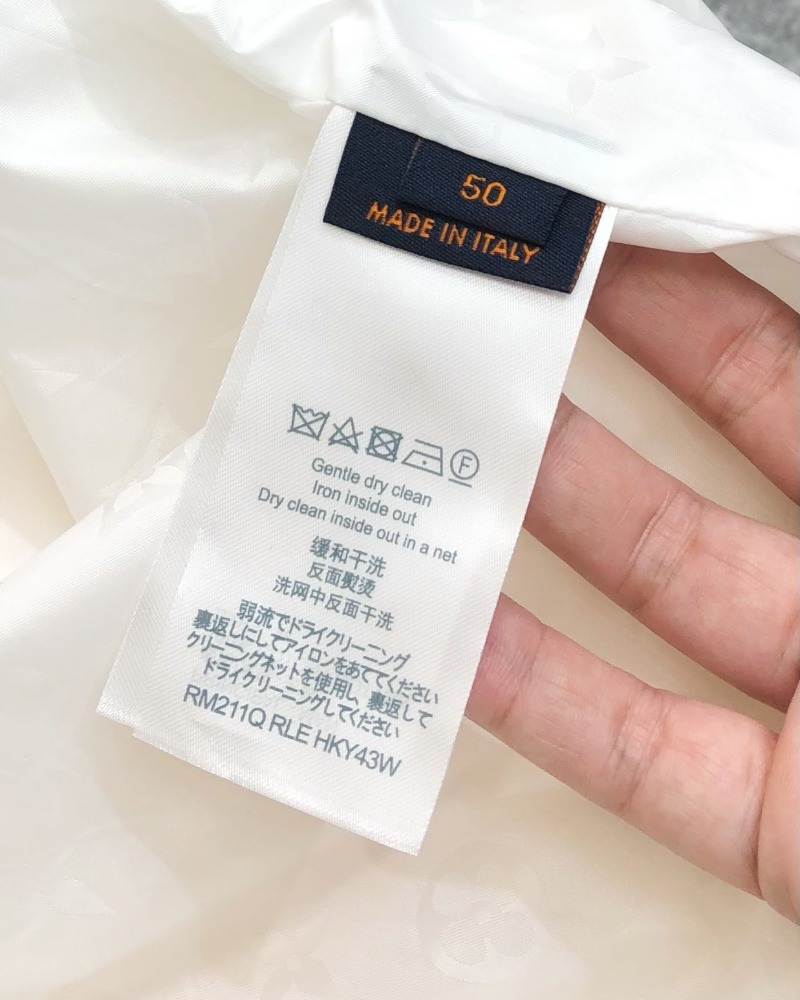 50
MADE IN ITALY
F
Gentle dry clean
Iron inside out
Dry clean inside out in a net
缓和干洗
反面熨烫
洗网中反面干洗
弱流でドライクリーニング
裏返しにしてアイロンをあててください
クリーニングネットを使用し、裏返して
ドライクリーニングしてください
RM211Q RLE HKY43W